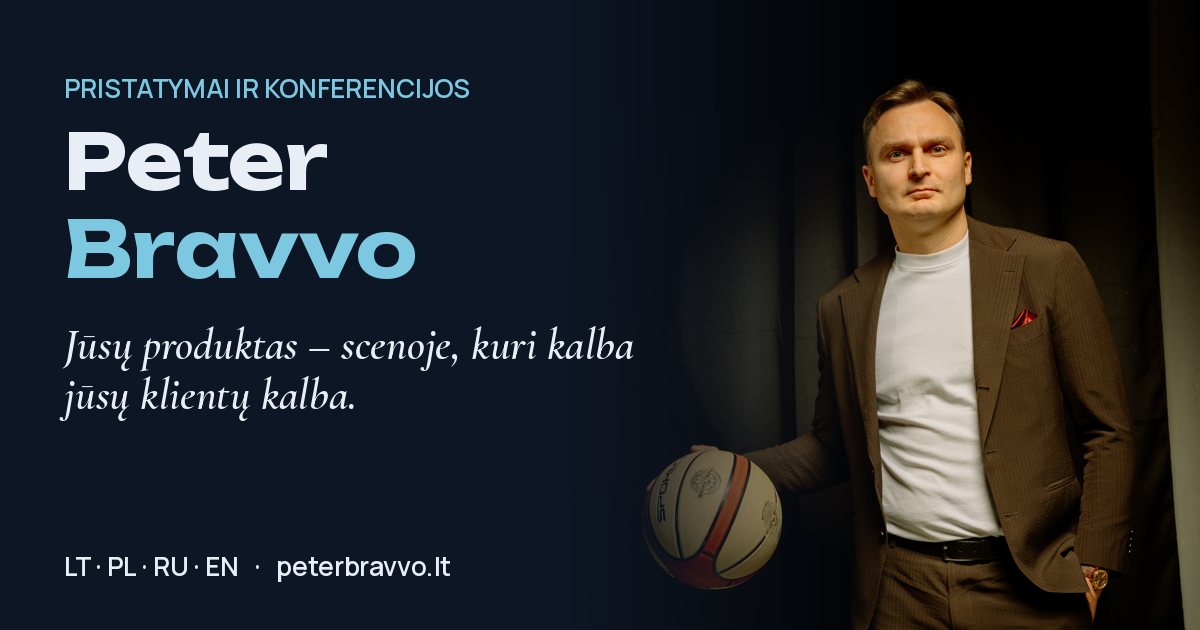 PRISTATYMAI IR KONFERENCIJOS
Peter
Bravvo
Jūsų produktas – scenoje, kuri kalba
jūsų klientų kalba.
LT · PL · RU · EN · peterbravvo.lt